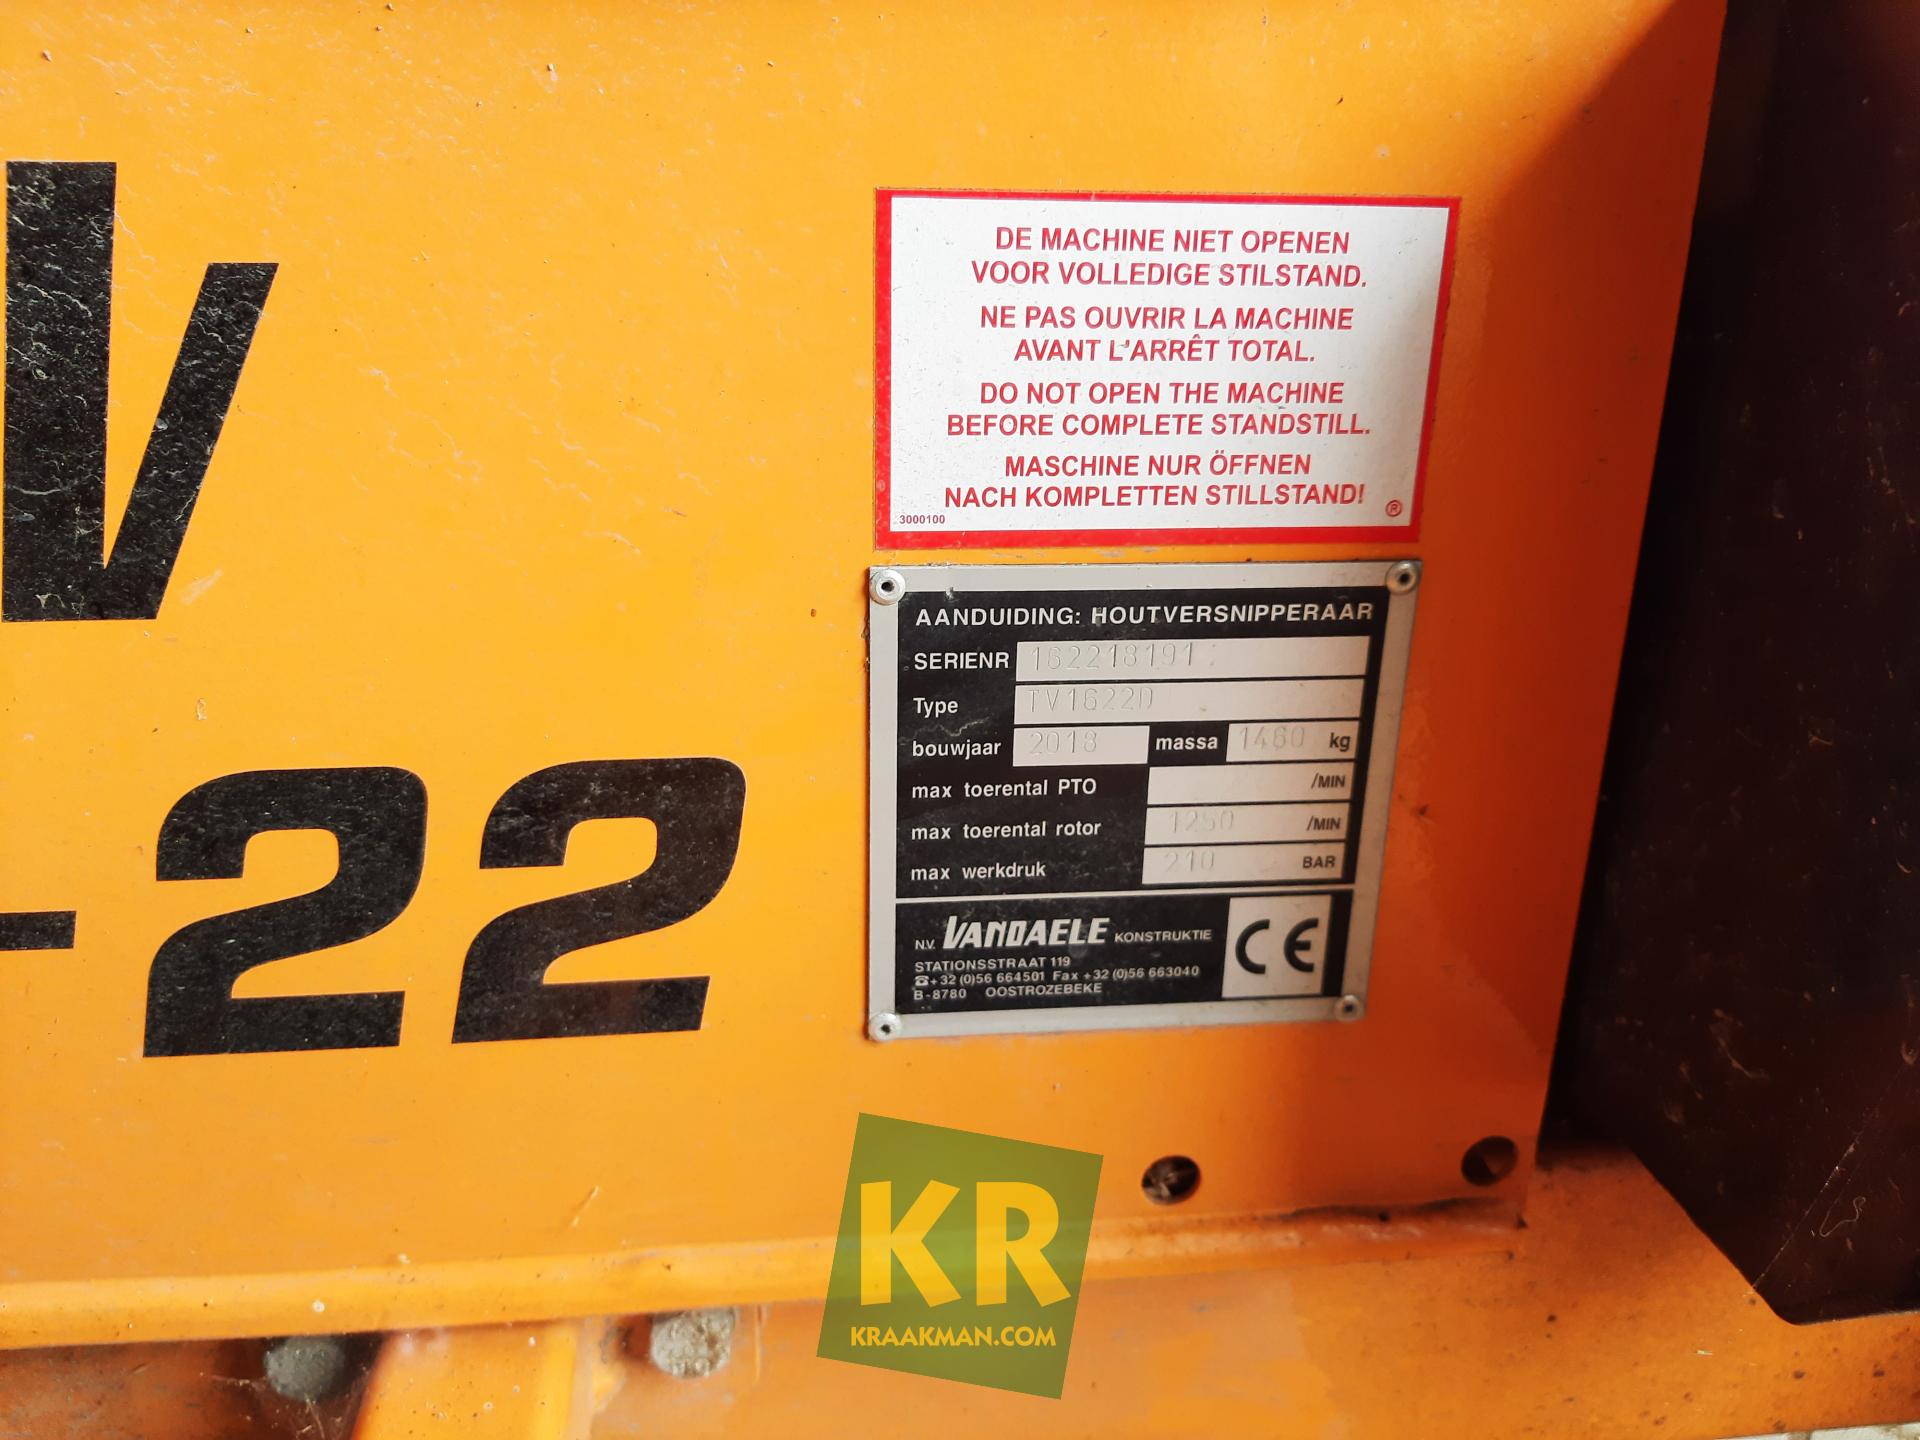 V
-22
DE MACHINE NIET OPENEN
VOOR VOLLEDIGE STILSTAND.
NE PAS OUVRIR LA MACHINE
AVANT L'ARRÊT TOTAL.
DO NOT OPEN THE MACHINE
BEFORE COMPLETE STANDSTILL.
MASCHINE NUR ÖFFNEN
NACH KOMPLETTEN STILLSTAND!
3000100 ®
AANDUIDING: HOUTVERSNIPPERAAR
SERIENR 162218191
Type TV1622D
bouwjaar 2018 massa 1460 kg
max toerental PTO /MIN
max toerental rotor 1250 /MIN
max werkdruk 210 BAR
N.V. VANDAELE KONSTRUKTIE CE
STATIONSSTRAAT 119
☎+32 (0)56 664501 Fax +32 (0)56 663040
B-8780 OOSTROZEBEKE
KR
KRAAKMAN.COM